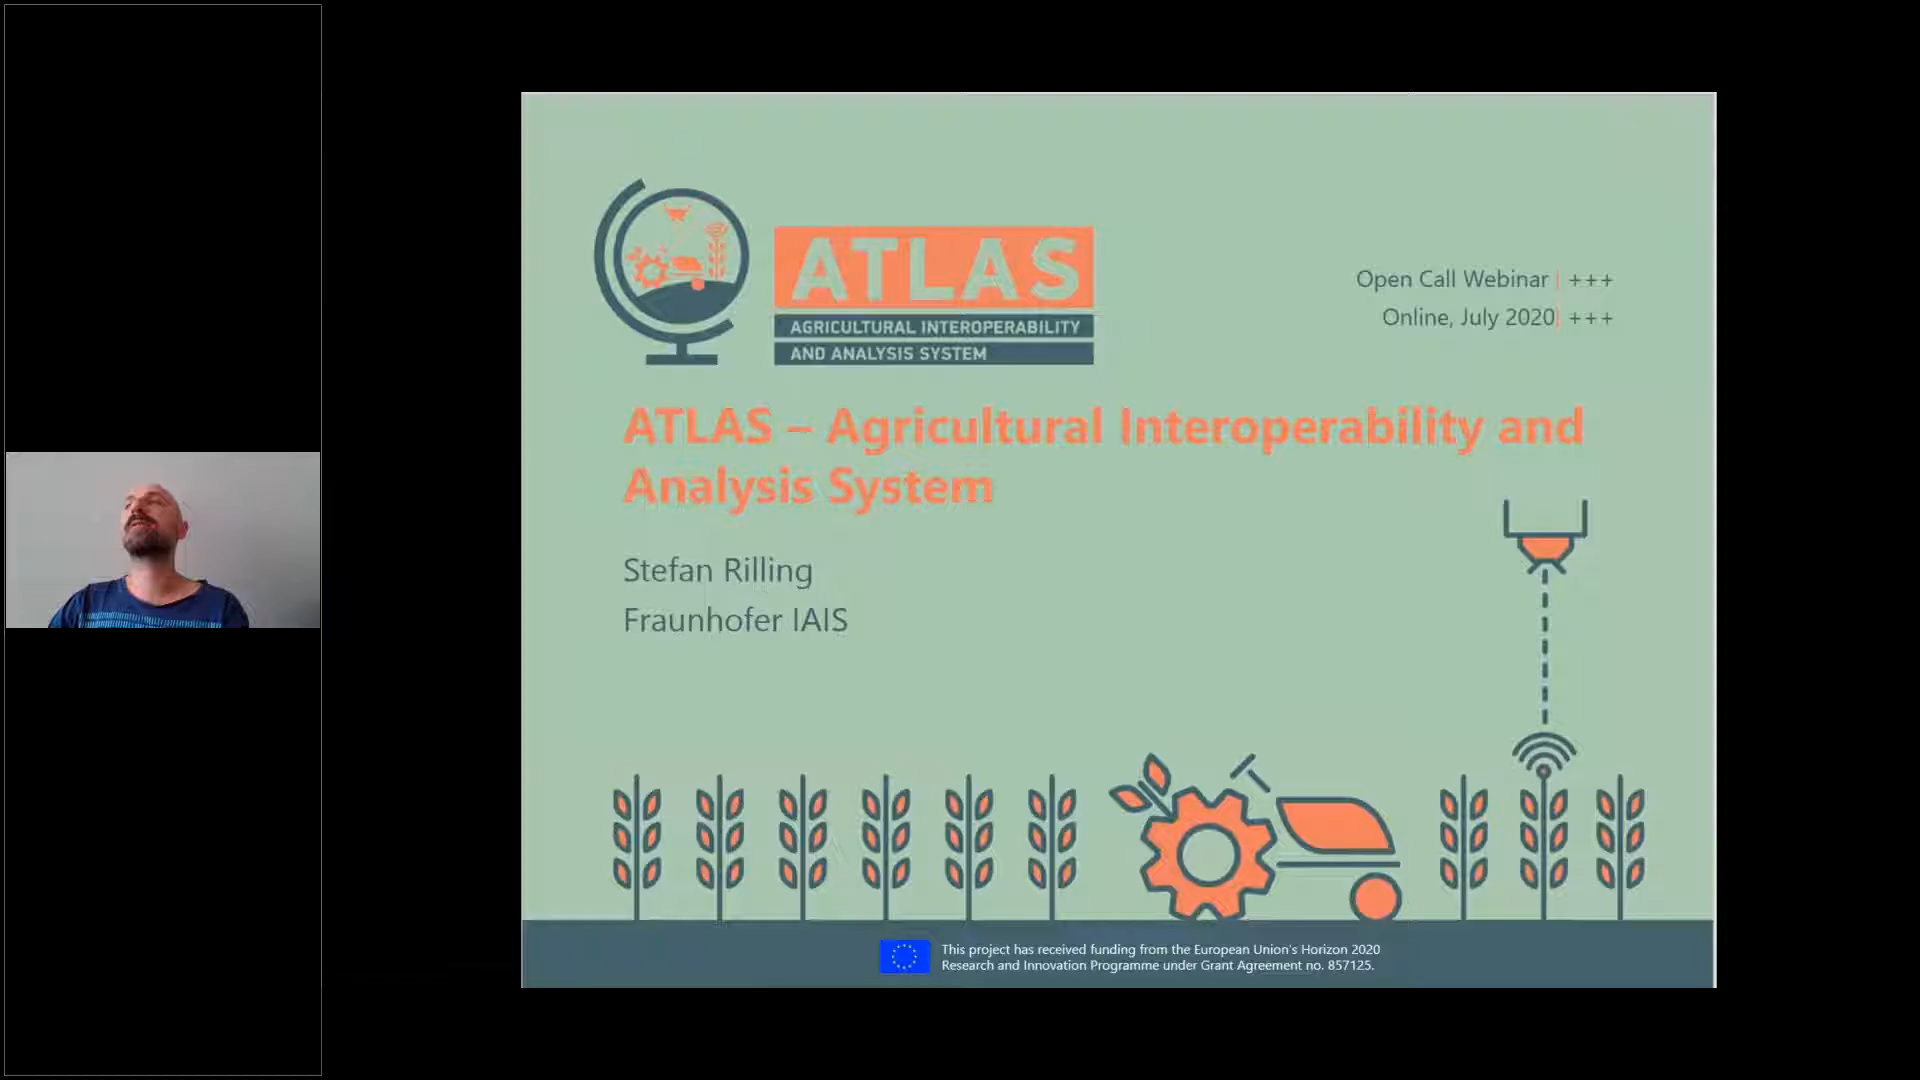 ATLAS
AGRICULTURAL INTEROPERABILITY
AND ANALYSIS SYSTEM
Open Call Webinar | +++
Online, July 2020| +++
ATLAS – Agricultural Interoperability and
Analysis System
Stefan Rilling
Fraunhofer IAIS
This project has received funding from the European Union's Horizon 2020
Research and Innovation Programme under Grant Agreement no. 857125.